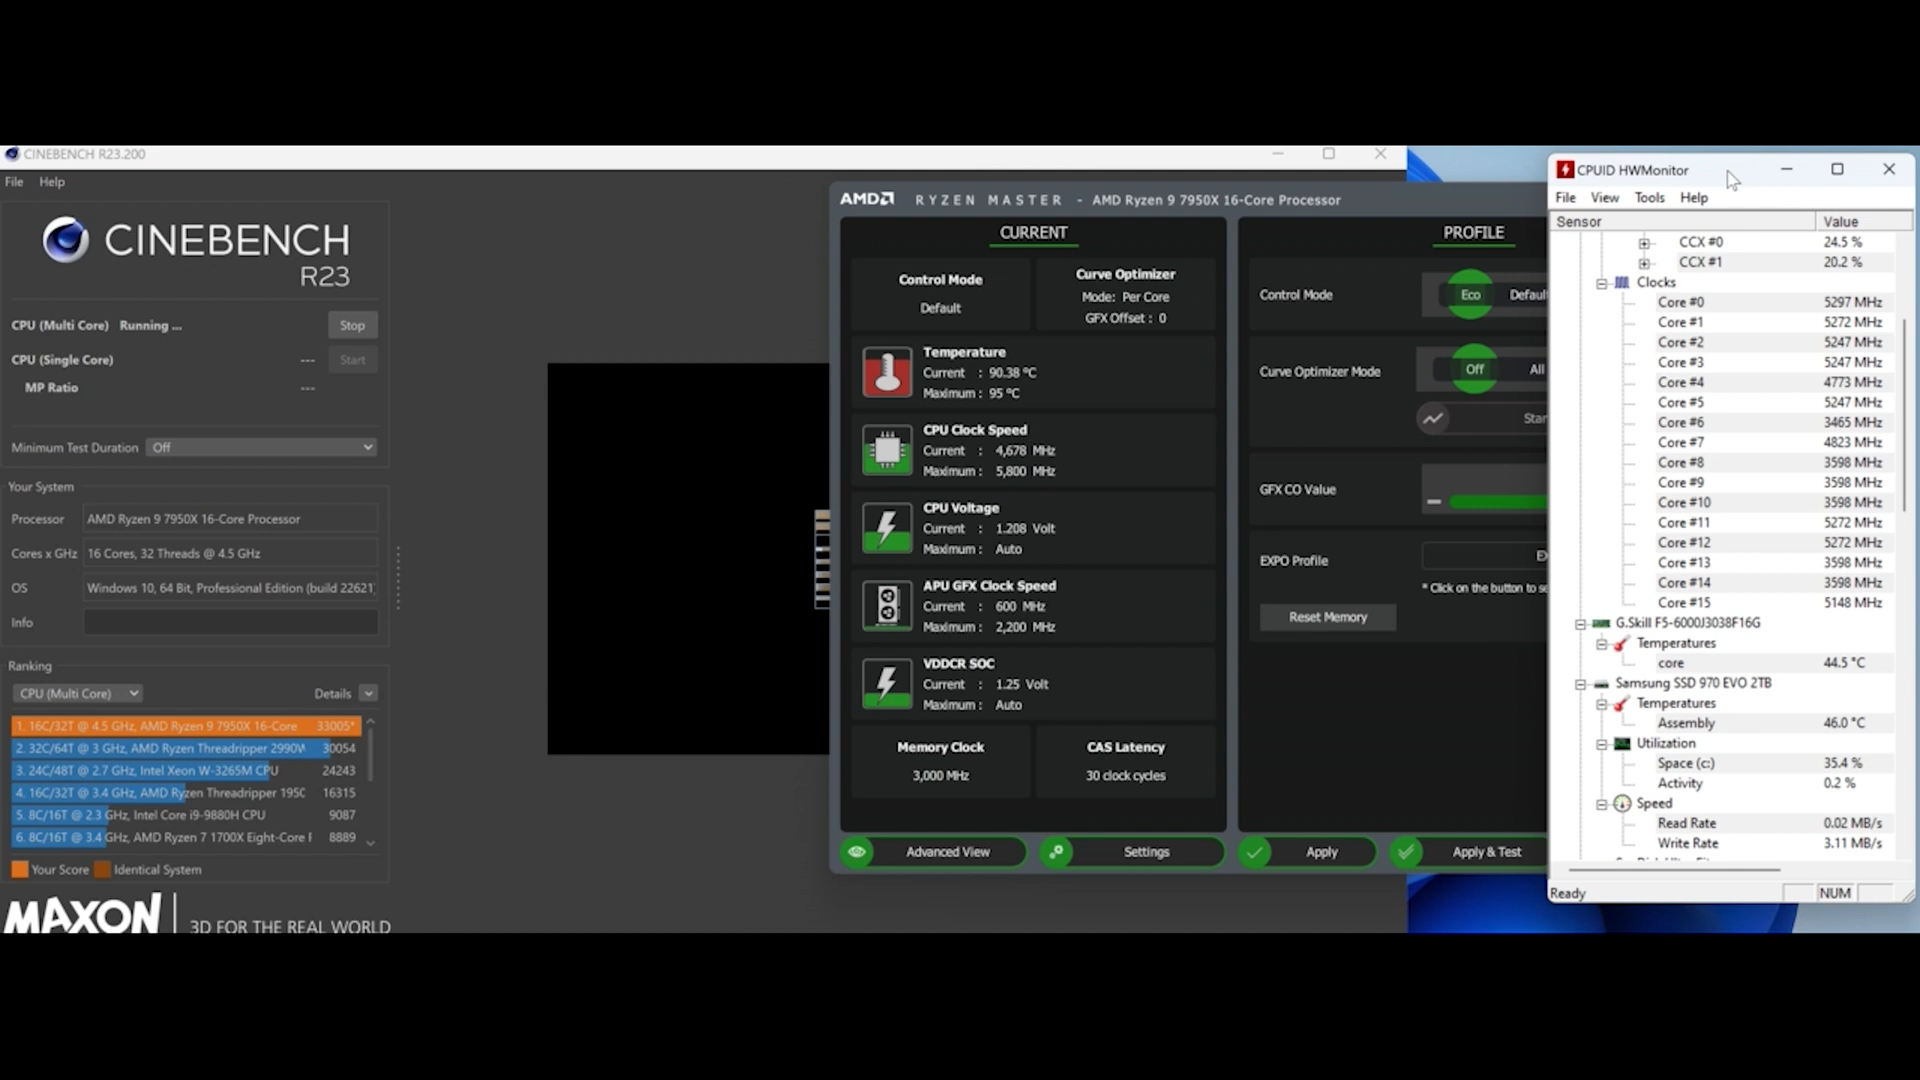 CINEBENCH R23.200
File Help
CINEBENCH
R23
CPU (Multi Core) Running ... Stop
CPU (Single Core) --- Start
MP Ratio ---
Minimum Test Duration Off
Your System
Processor AMD Ryzen 9 7950X 16-Core Processor
Cores x GHz 16 Cores, 32 Threads @ 4.5 GHz
OS Windows 10, 64 Bit, Professional Edition (build 22621
Info
Ranking
CPU (Multi Core) Details
1. 16C/32T @ 4.5 GHz, AMD Ryzen 9 7950X 16-Core 33005*
2. 32C/64T @ 3 GHz, AMD Ryzen Threadripper 2990W 30054
3. 24C/48T @ 2.7 GHz, Intel Xeon W-3265M CPU 24243
4. 16C/32T @ 3.4 GHz, AMD Ryzen Threadripper 1950 16315
5. 8C/16T @ 2.3 GHz, Intel Core i9-9880H CPU 9087
6. 8C/16T @ 3.4 GHz, AMD Ryzen 7 1700X Eight-Core 8889
Your Score Identical System
MAXON 3D FOR THE REAL WORLD
AMD RYZEN MASTER - AMD Ryzen 9 7950X 16-Core Processor
CURRENT
Control Mode
Default
Curve Optimizer
Mode: Per Core
GFX Offset : 0
Temperature
Current : 90.38 °C
Maximum : 95 °C
CPU Clock Speed
Current : 4,678 MHz
Maximum : 5,800 MHz
CPU Voltage
Current : 1.208 Volt
Maximum : Auto
APU GFX Clock Speed
Current : 600 MHz
Maximum : 2,200 MHz
VDDCR SOC
Current : 1.25 Volt
Maximum : Auto
Memory Clock
3,000 MHz
CAS Latency
30 clock cycles
PROFILE
Control Mode Eco Default
Curve Optimizer Mode Off All
Star
GFX CO Value
EXPO Profile
* Click on the button to se
Reset Memory
Advanced View Settings Apply Apply & Test
CPUID HWMonitor
File View Tools Help
Sensor Value
CCX #0 24.5 %
CCX #1 20.2 %
Clocks
Core #0 5297 MHz
Core #1 5272 MHz
Core #2 5247 MHz
Core #3 5247 MHz
Core #4 4773 MHz
Core #5 5247 MHz
Core #6 3465 MHz
Core #7 4823 MHz
Core #8 3598 MHz
Core #9 3598 MHz
Core #10 3598 MHz
Core #11 5272 MHz
Core #12 5272 MHz
Core #13 3598 MHz
Core #14 3598 MHz
Core #15 5148 MHz
G.Skill F5-6000J3038F16G
Temperatures
core 44.5 °C
Samsung SSD 970 EVO 2TB
Temperatures
Assembly 46.0 °C
Utilization
Space (c:) 35.4 %
Activity 0.2 %
Speed
Read Rate 0.02 MB/s
Write Rate 3.11 MB/s
Ready NUM